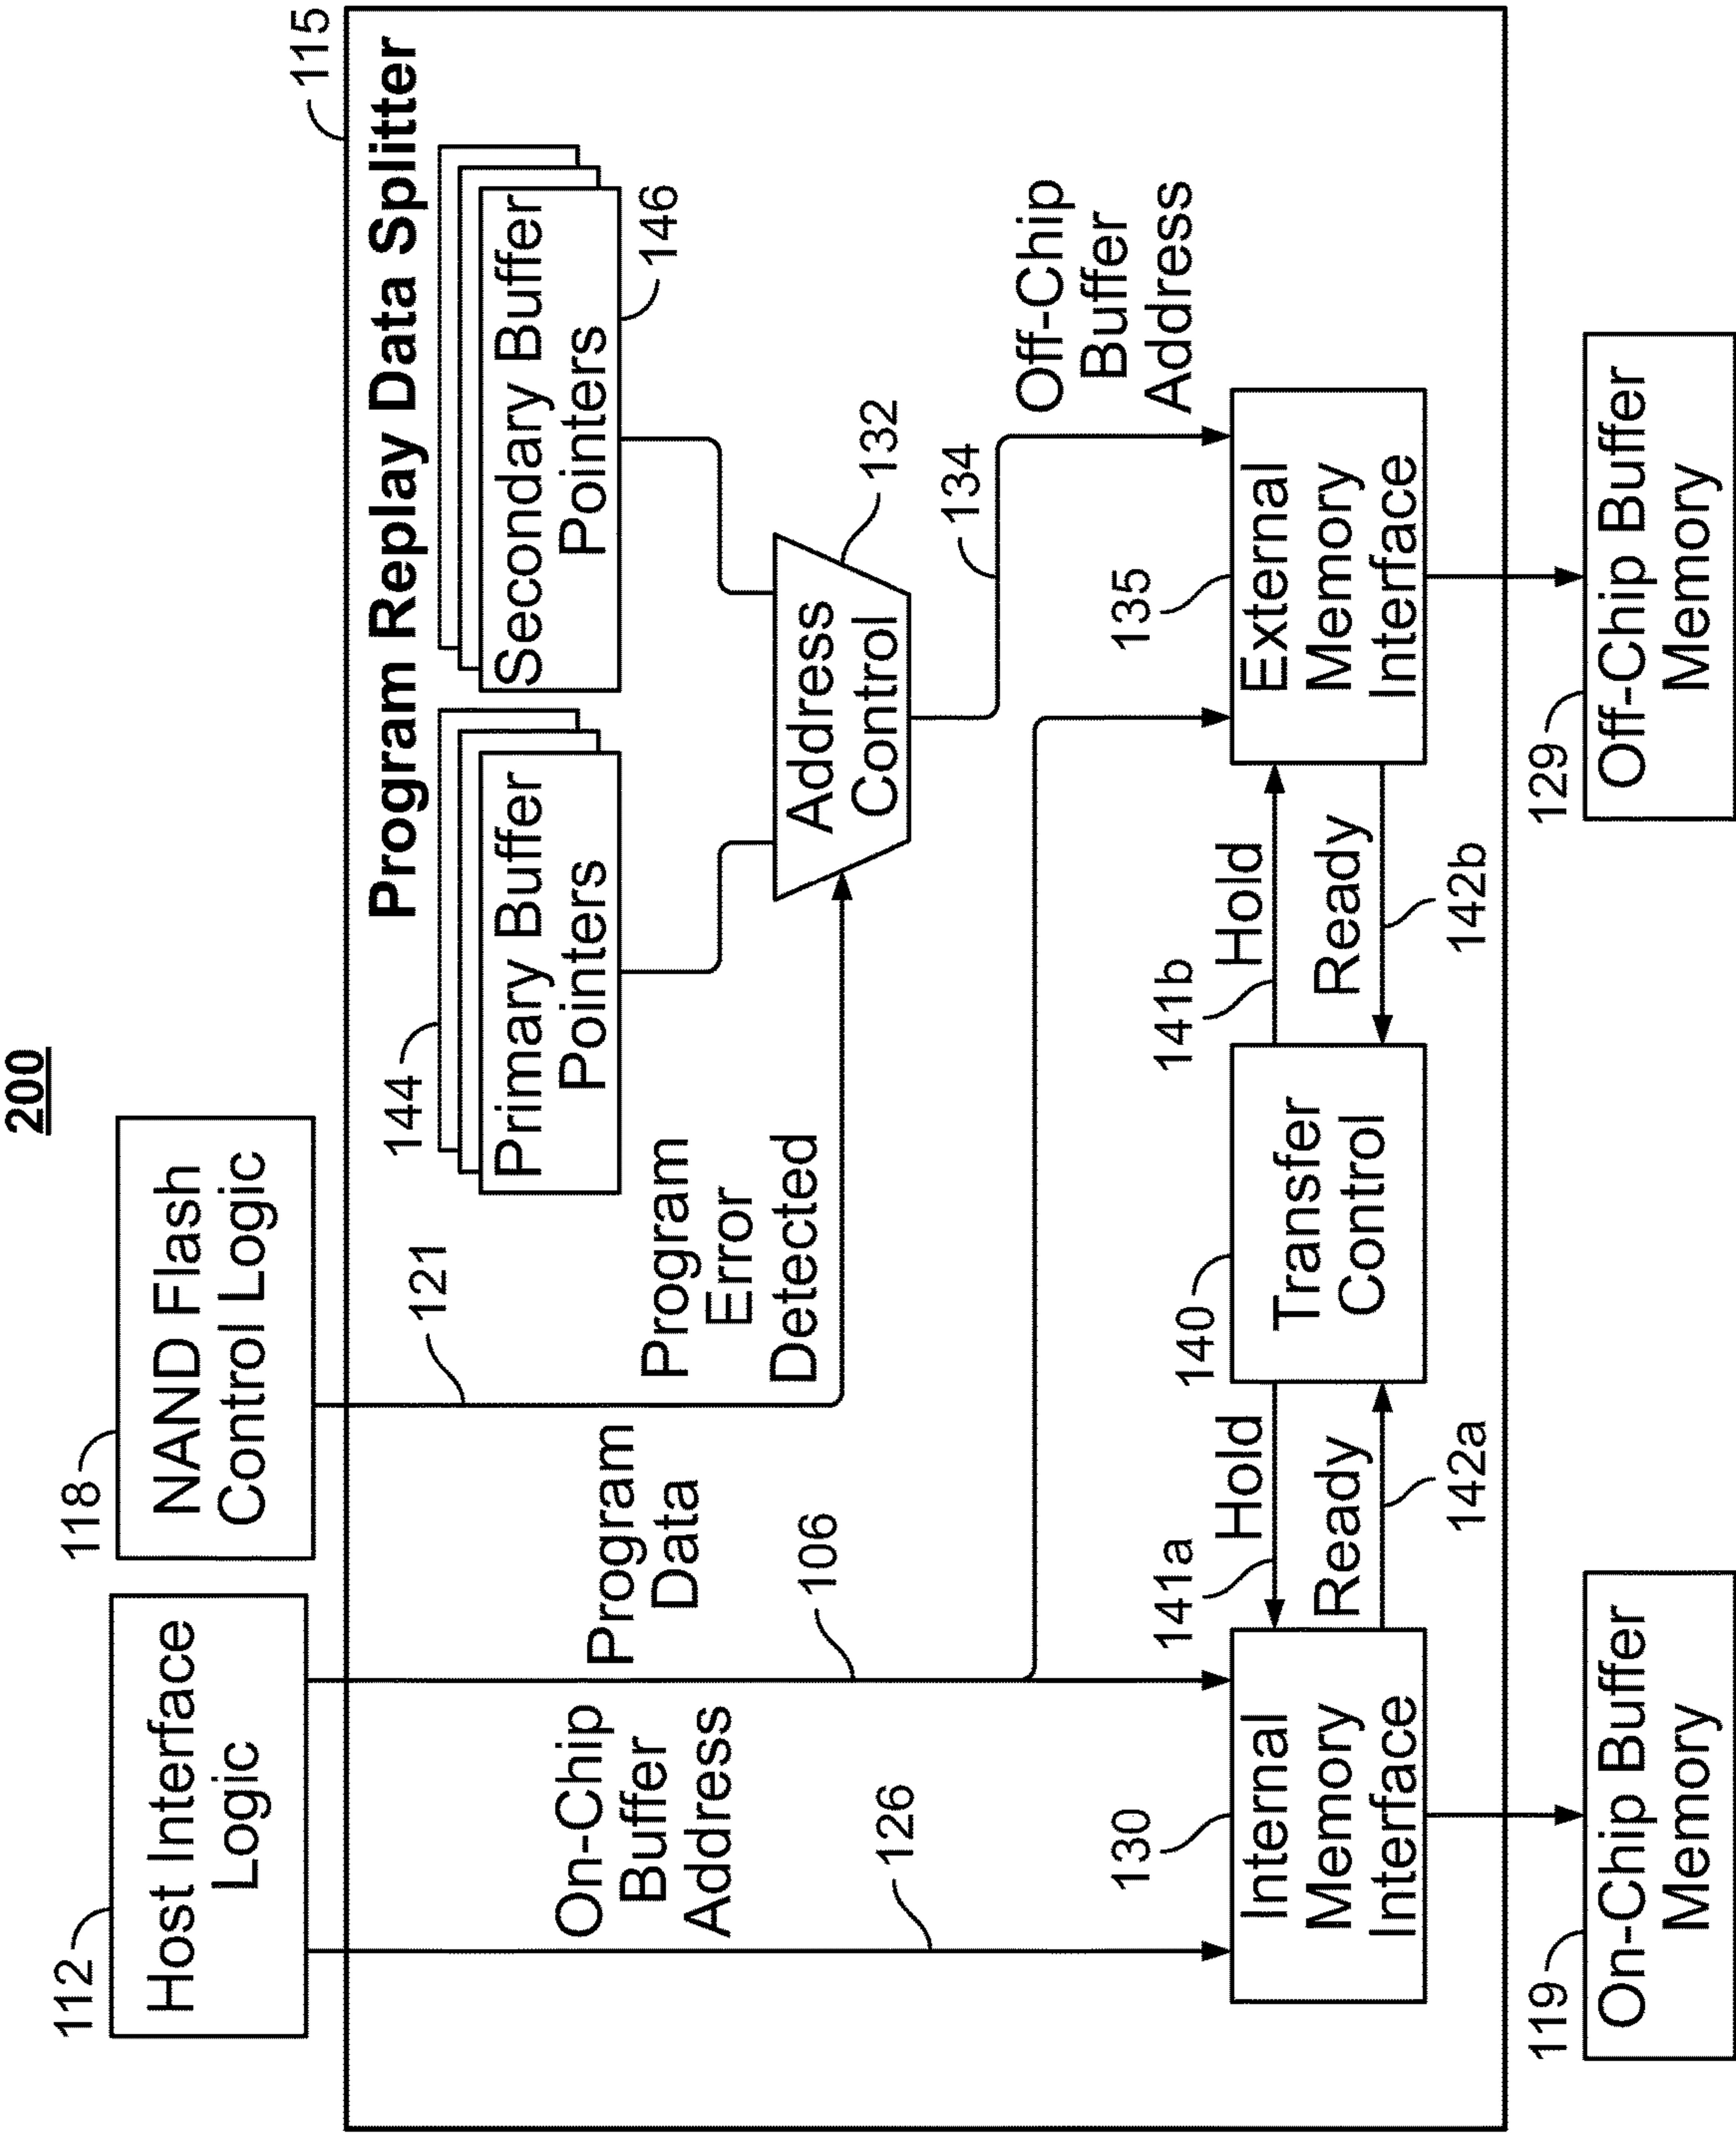 200
112
Host Interface
Logic
118
NAND Flash
Control Logic
115
Program Replay Data Splitter
144
Primary Buffer
Pointers
Secondary Buffer
Pointers
146
121
Program
Error
Detected
Address
Control
132
On-Chip
Buffer
Address
126
Program
Data
106
134
Off-Chip
Buffer
Address
130
Internal
Memory
Interface
141a
Hold
Ready
142a
140
Transfer
Control
141b
Hold
Ready
142b
135
External
Memory
Interface
119
On-Chip Buffer
Memory
129
Off-Chip Buffer
Memory